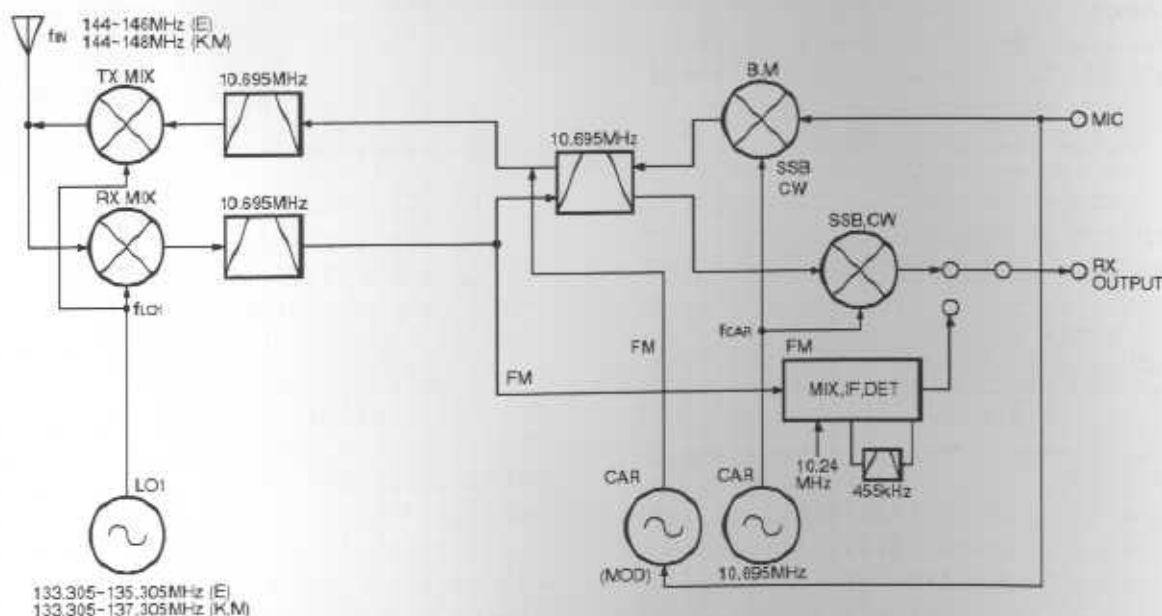 fIN 144-146MHz (E)
144-148MHz (K,M)
TX MIX
10.695MHz
B.M
MIC
10.695MHz
SSB
CW
RX MIX
10.695MHz
SSB,CW
RX
OUTPUT
fLO1
fCAR
FM
FM
FM
MIX,IF,DET
10.24
MHz
455kHz
CAR
CAR
LO1
(MOD)
10.695MHz
133.305-135.305MHz (E)
133.305-137.305MHz (K,M)